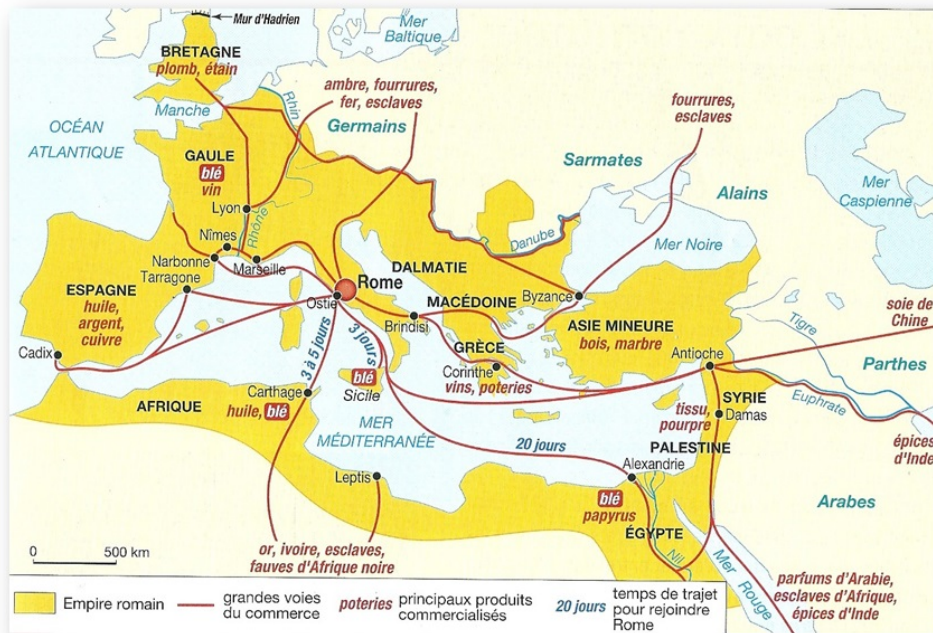 Mur d'Hadrien
Mer
Baltique
BRETAGNE
plomb, étain
ambre, fourrures,
fer, esclaves
fourrures,
esclaves
Manche
Rhin
Germains
OCÉAN
ATLANTIQUE
GAULE
blé
vin
Sarmates
Alains
Mer
Caspienne
Lyon
Rhône
Danube
Mer Noire
Nîmes
Narbonne
Marseille
Tarragone
DALMATIE
Rome
Ostie
ESPAGNE
huile,
argent,
cuivre
MACÉDOINE
Byzance
Brindisi
ASIE MINEURE
bois, marbre
soie de
Chine
Tigre
Cadix
3 à 5 jours
3 jours
GRÈCE
Corinthe
vins, poteries
Antioche
Parthes
blé
Sicile
Carthage
huile, blé
AFRIQUE
SYRIE
Damas
Euphrate
tissu,
pourpre
MER
MÉDITERRANÉE
20 jours
PALESTINE
épices
d'Inde
Leptis
Alexandrie
Arabes
blé
papyrus
ÉGYPTE
Nil
0 500 km
or, ivoire, esclaves,
fauves d'Afrique noire
Mer Rouge
parfums d'Arabie,
esclaves d'Afrique,
épices d'Inde
Empire romain
grandes voies
du commerce
poteries
principaux produits
commercialisés
20 jours
temps de trajet
pour rejoindre
Rome